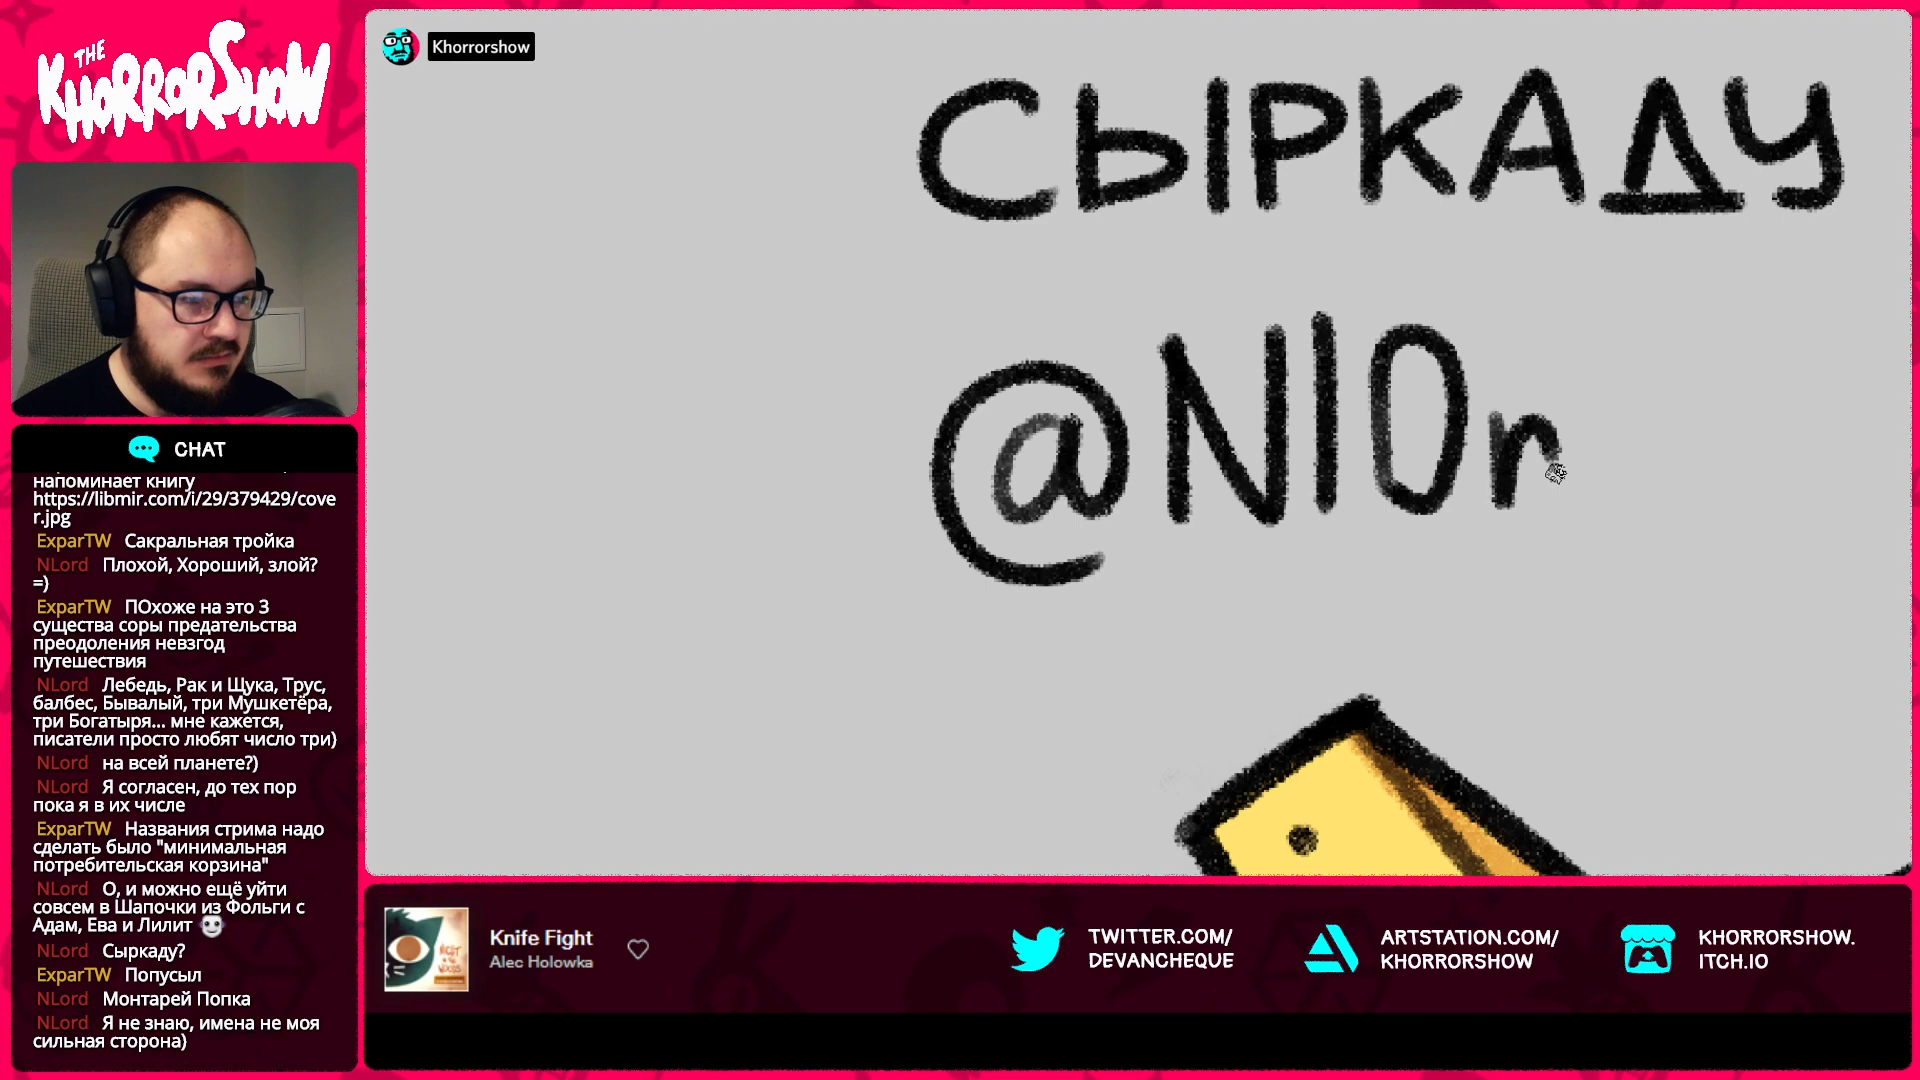 THE
KHORRORSHOW
Khorrorshow
СЫРКАДУ
@NlOr
CHAT
напоминает книгу
https://libmir.com/i/29/379429/cove
r.jpg
ExparTW Сакральная тройка
NLord Плохой, Хороший, злой?
=)
ExparTW ПОхоже на это 3
существа соры предательства
преодоления невзгод
путешествия
NLord Лебедь, Рак и Щука, Трус,
балбес, Бывалый, три Мушкетёра,
три Богатыря... мне кажется,
писатели просто любят число три)
NLord на всей планете?)
NLord Я согласен, до тех пор
пока я в их числе
ExparTW Названия стрима надо
сделать было "минимальная
потребительская корзина"
NLord О, и можно ещё уйти
совсем в Шапочки из Фольги с
Адам, Ева и Лилит
NLord Сыркаду?
ExparTW Попусыл
NLord Монтарей Попка
NLord Я не знаю, имена не моя
сильная сторона)
Knife Fight
Alec Holowka
TWITTER.COM/
DEVANCHEQUE
ARTSTATION.COM/
KHORRORSHOW
KHORRORSHOW.
ITCH.IO